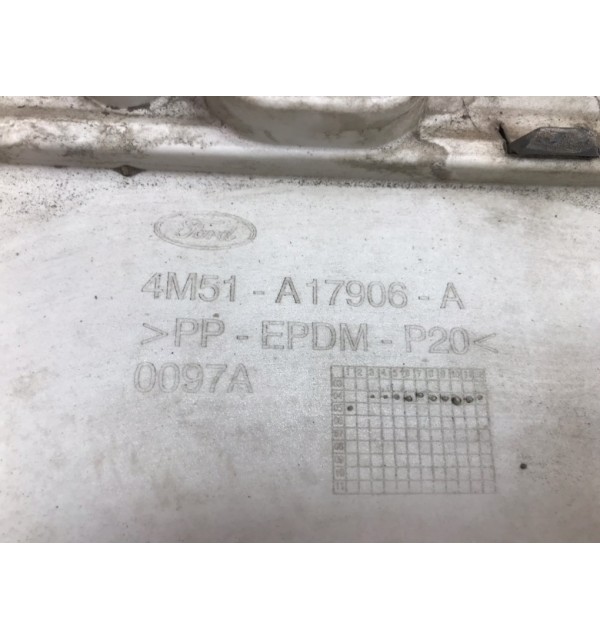 Ford
4M51 - A17906 - A
>PP - EPDM - P20<
0097A